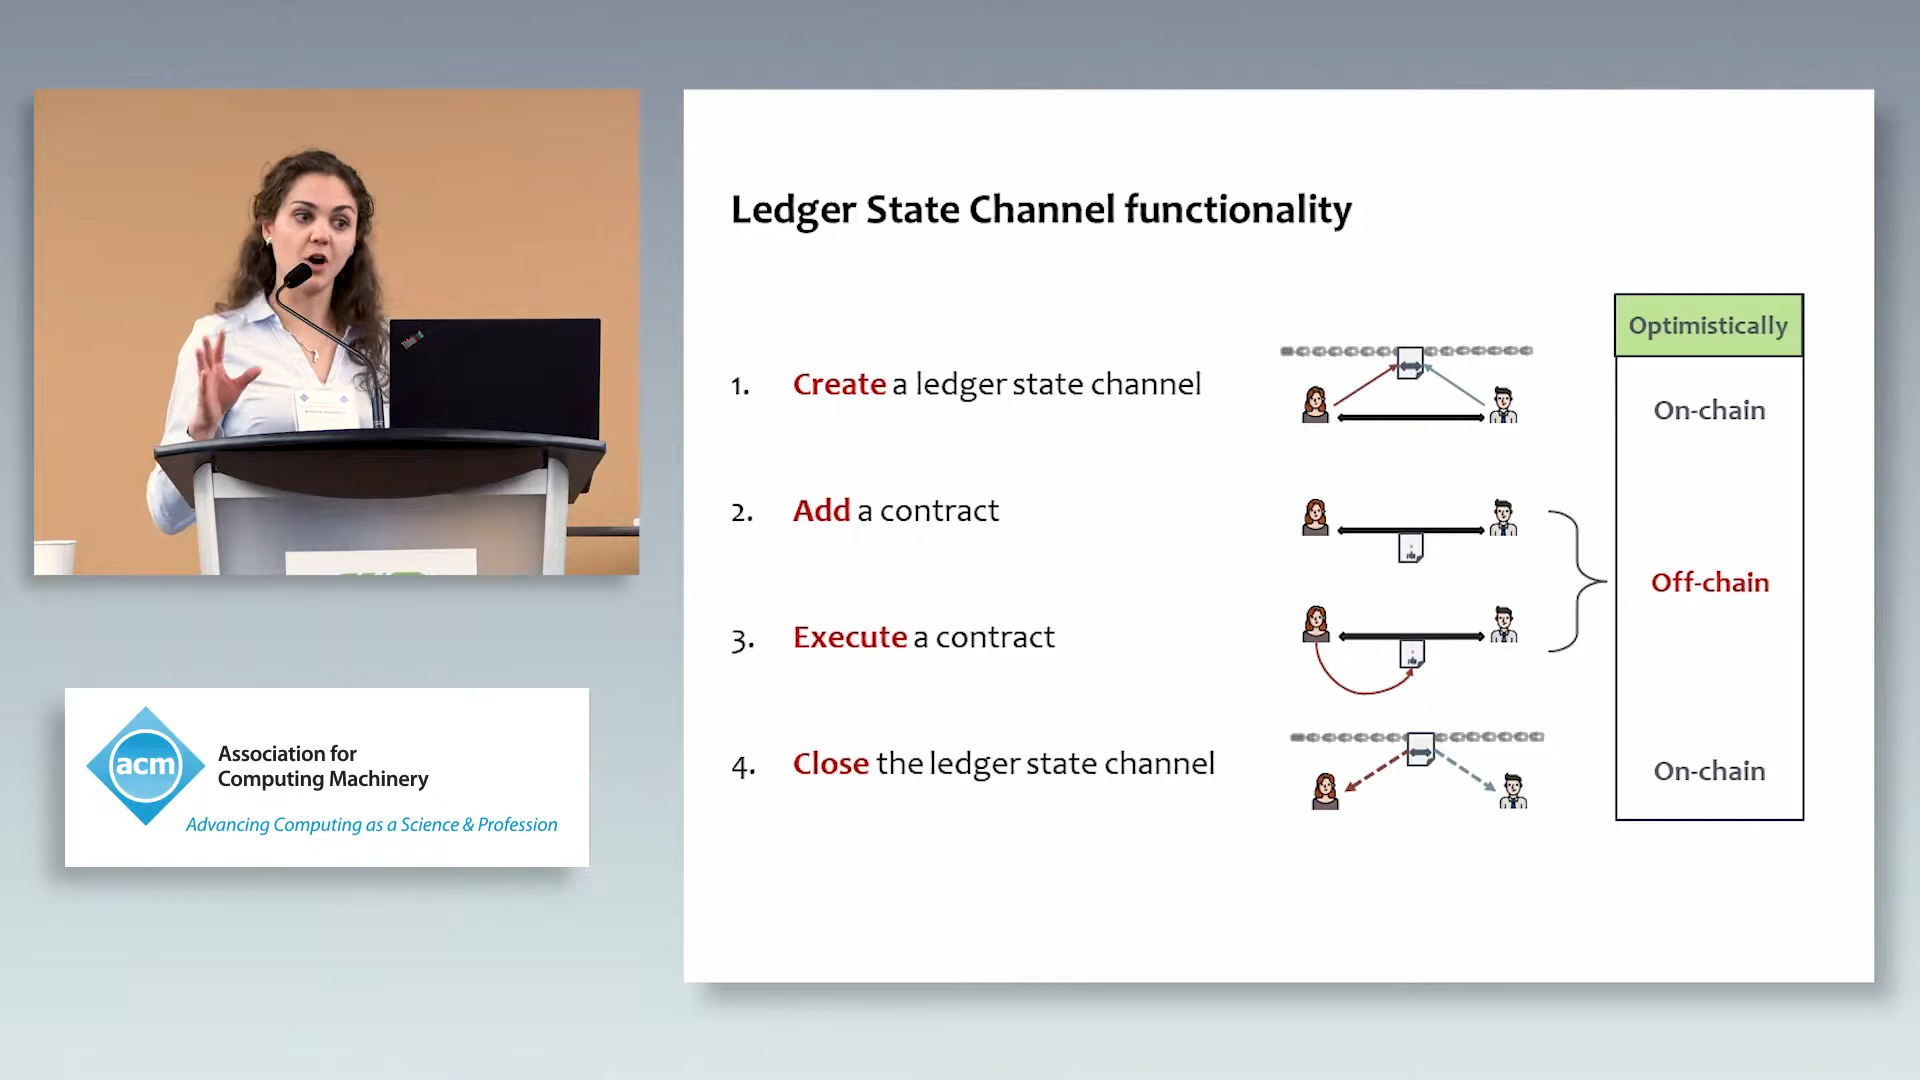 Ledger State Channel functionality
Optimistically
1. Create a ledger state channel
On-chain
2. Add a contract
Off-chain
3. Execute a contract
4. Close the ledger state channel
On-chain
ThinkPad
acm
Association for
Computing Machinery
Advancing Computing as a Science & Profession